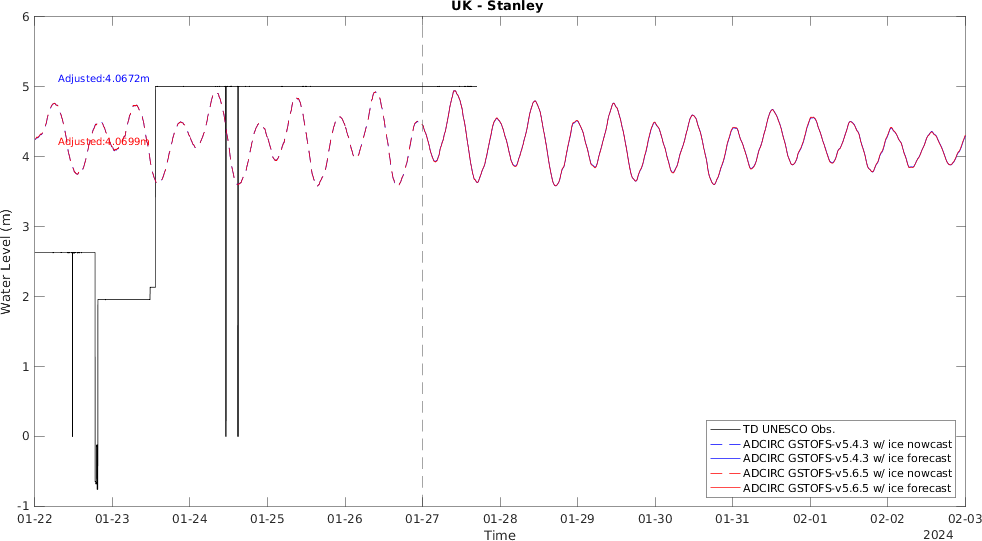 UK - Stanley
6
5
4
3
2
1
0
-1
Water Level (m)
Adjusted:4.0672m
Adjusted:4.0699m
TD UNESCO Obs.
ADCIRC GSTOFS-v5.4.3 w/ ice nowcast
ADCIRC GSTOFS-v5.4.3 w/ ice forecast
ADCIRC GSTOFS-v5.6.5 w/ ice nowcast
ADCIRC GSTOFS-v5.6.5 w/ ice forecast
01-22 01-23 01-24 01-25 01-26 01-27 01-28 01-29 01-30 01-31 02-01 02-02 02-03
Time
2024